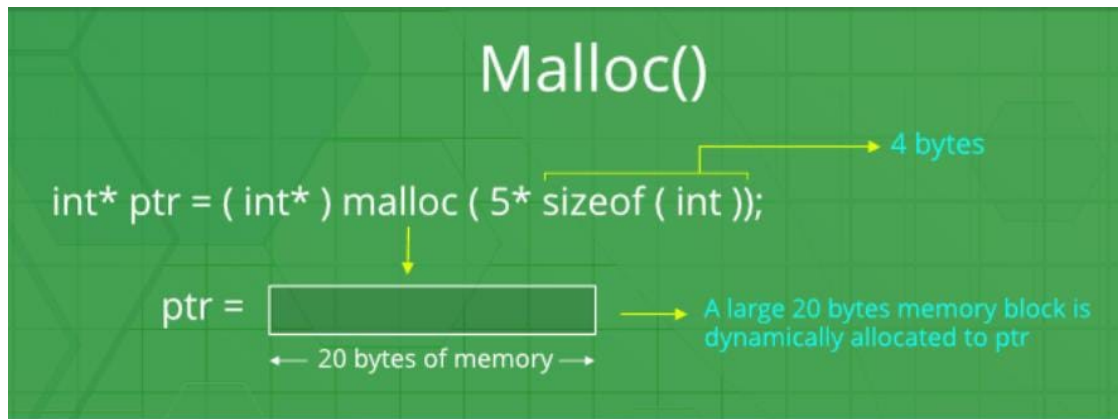 Malloc()
4 bytes
int* ptr = ( int* ) malloc ( 5* sizeof ( int ));
ptr =
A large 20 bytes memory block is
dynamically allocated to ptr
20 bytes of memory